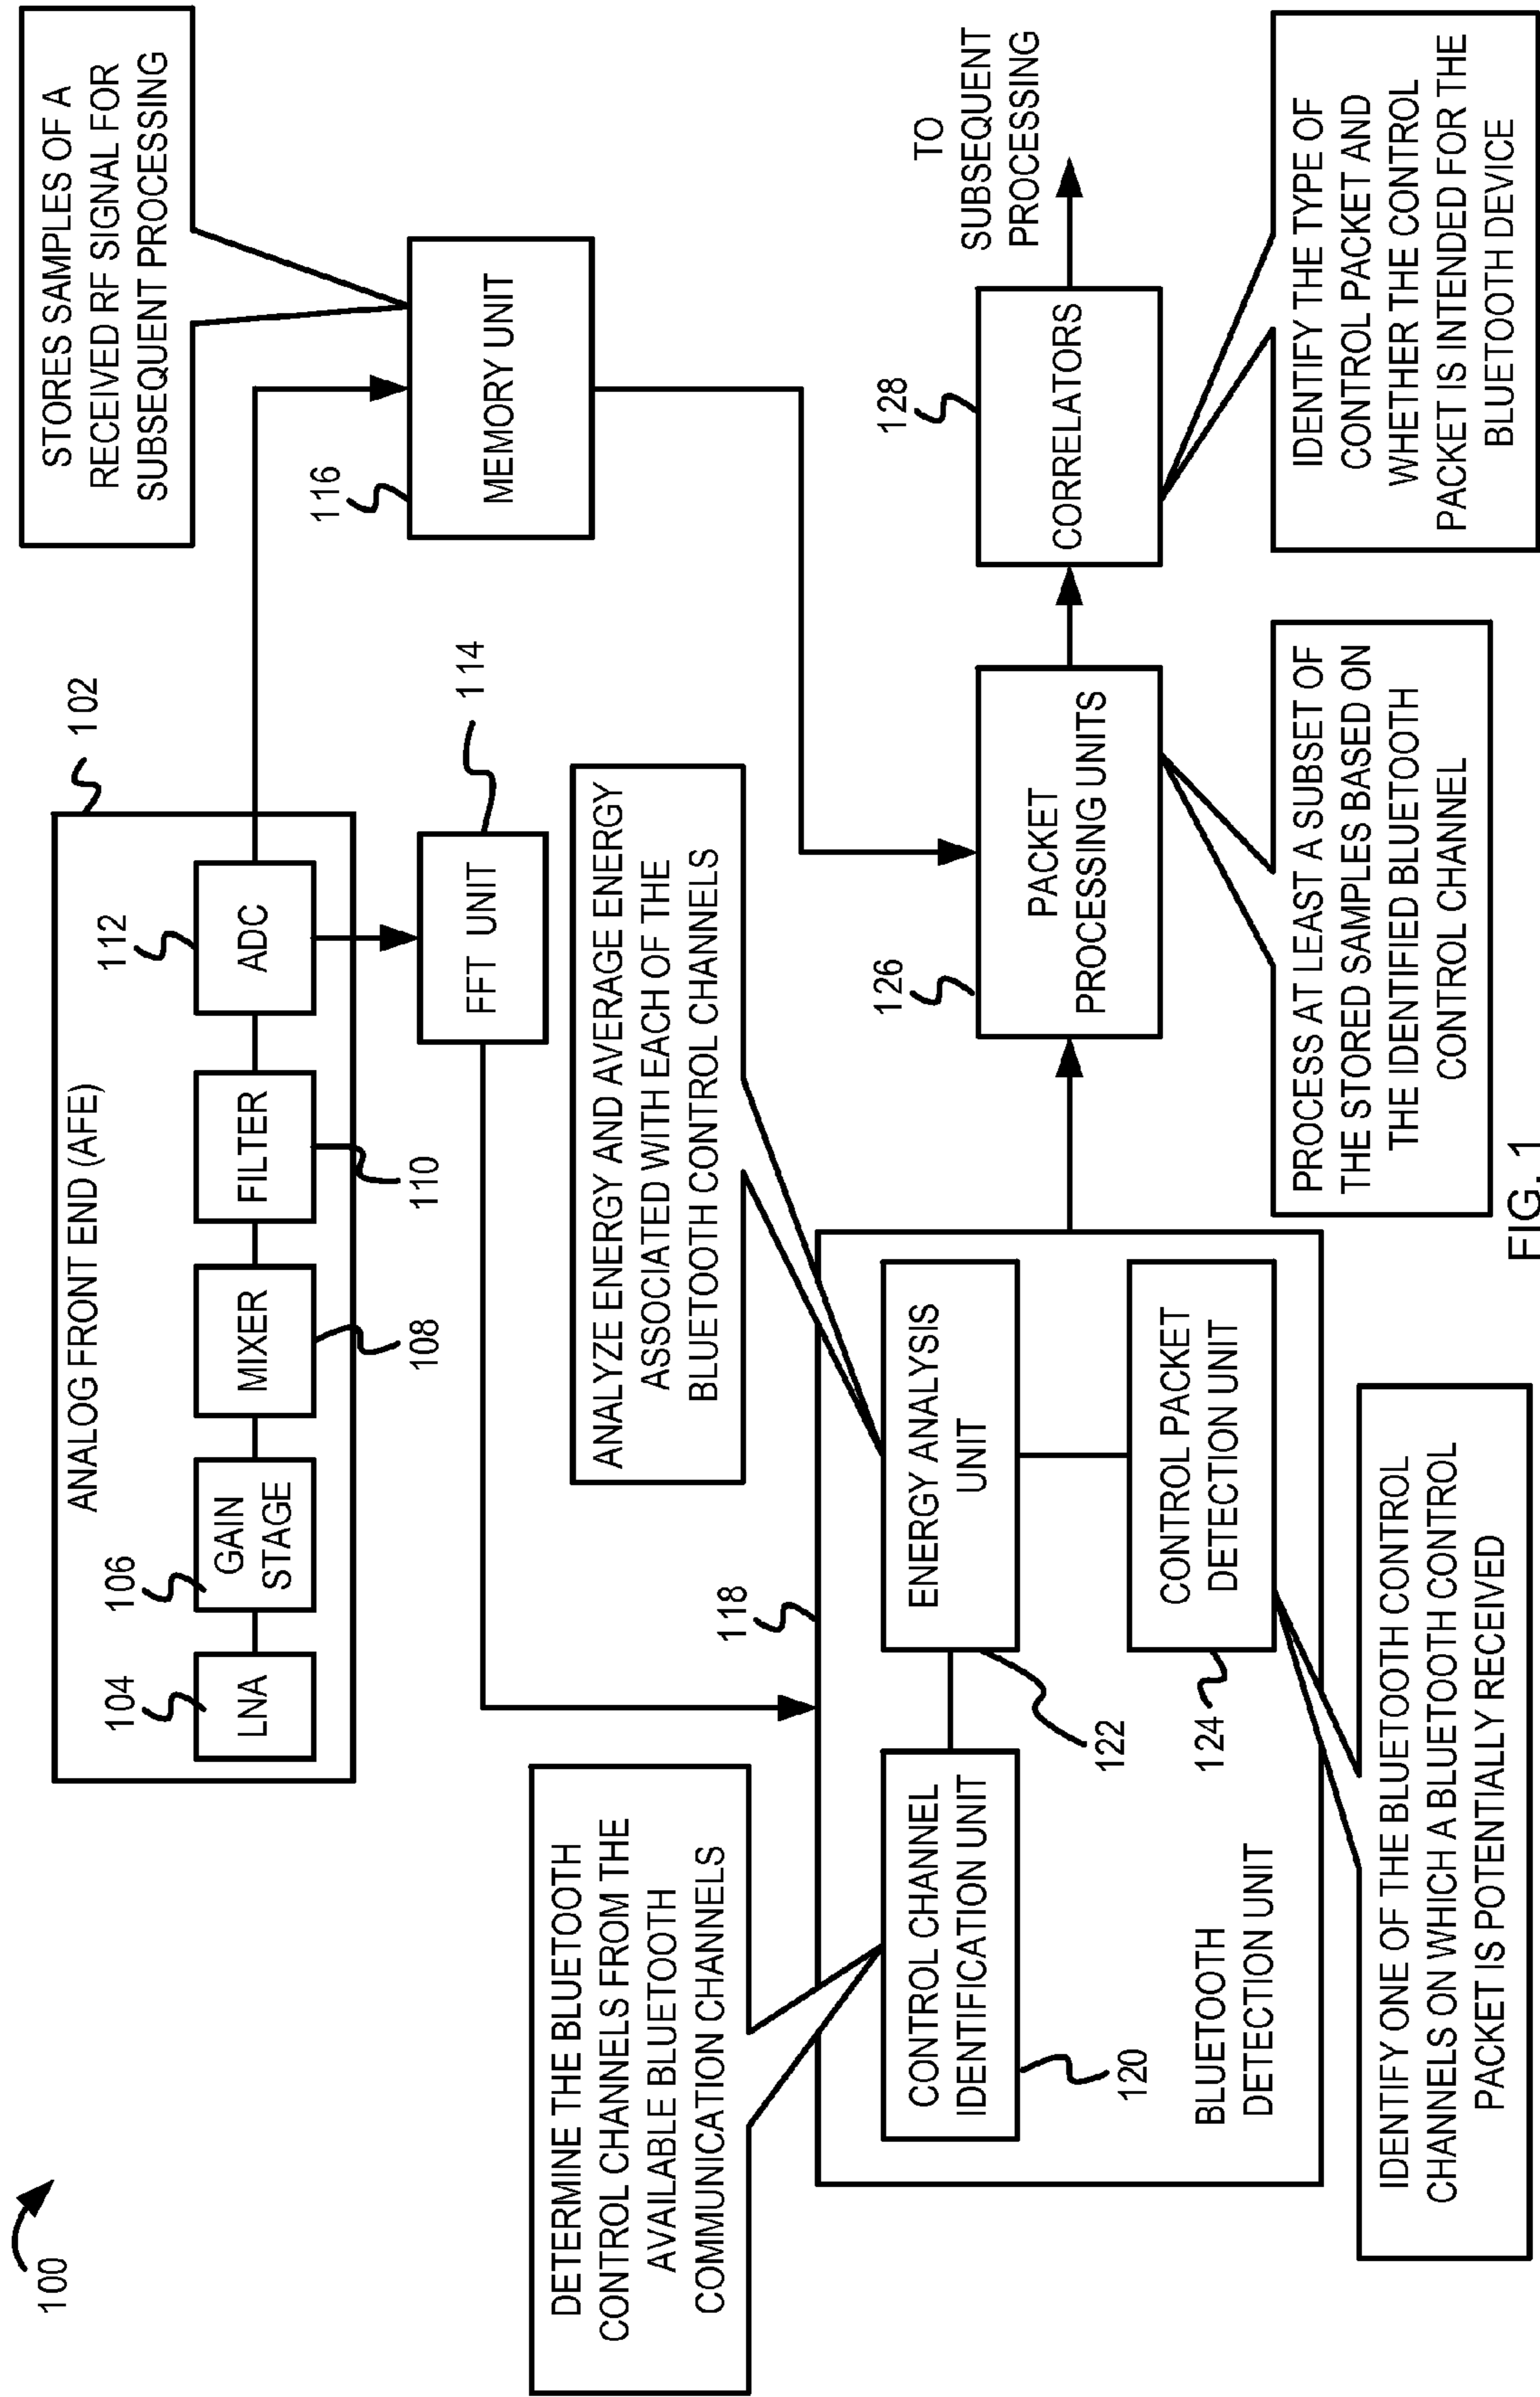 100
102
ANALOG FRONT END (AFE)
104
LNA
106
GAIN
STAGE
MIXER
108
FILTER
110
112
ADC
STORES SAMPLES OF A
RECEIVED RF SIGNAL FOR
SUBSEQUENT PROCESSING
FFT UNIT
114
116
MEMORY UNIT
DETERMINE THE BLUETOOTH
CONTROL CHANNELS FROM THE
AVAILABLE BLUETOOTH
COMMUNICATION CHANNELS
ANALYZE ENERGY AND AVERAGE ENERGY
ASSOCIATED WITH EACH OF THE
BLUETOOTH CONTROL CHANNELS
118
CONTROL CHANNEL
IDENTIFICATION UNIT
120
ENERGY ANALYSIS
UNIT
122
CONTROL PACKET
DETECTION UNIT
124
BLUETOOTH
DETECTION UNIT
126
PACKET
PROCESSING UNITS
128
CORRELATORS
TO
SUBSEQUENT
PROCESSING
IDENTIFY ONE OF THE BLUETOOTH CONTROL
CHANNELS ON WHICH A BLUETOOTH CONTROL
PACKET IS POTENTIALLY RECEIVED
PROCESS AT LEAST A SUBSET OF
THE STORED SAMPLES BASED ON
THE IDENTIFIED BLUETOOTH
CONTROL CHANNEL
IDENTIFY THE TYPE OF
CONTROL PACKET AND
WHETHER THE CONTROL
PACKET IS INTENDED FOR THE
BLUETOOTH DEVICE
FIG. 1